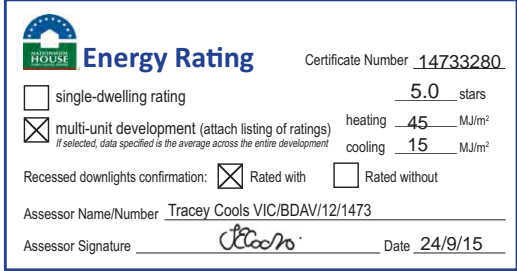 NATIONWIDE
HOUSE
Energy Rating
Certificate Number 14733280
single-dwelling rating
5.0 stars
multi-unit development (attach listing of ratings)
If selected, data specified is the average across the entire development
heating 45 MJ/m²
cooling 15 MJ/m²
Recessed downlights confirmation: Rated with Rated without
Assessor Name/Number Tracey Cools VIC/BDAV/12/1473
Assessor Signature TCools Date 24/9/15